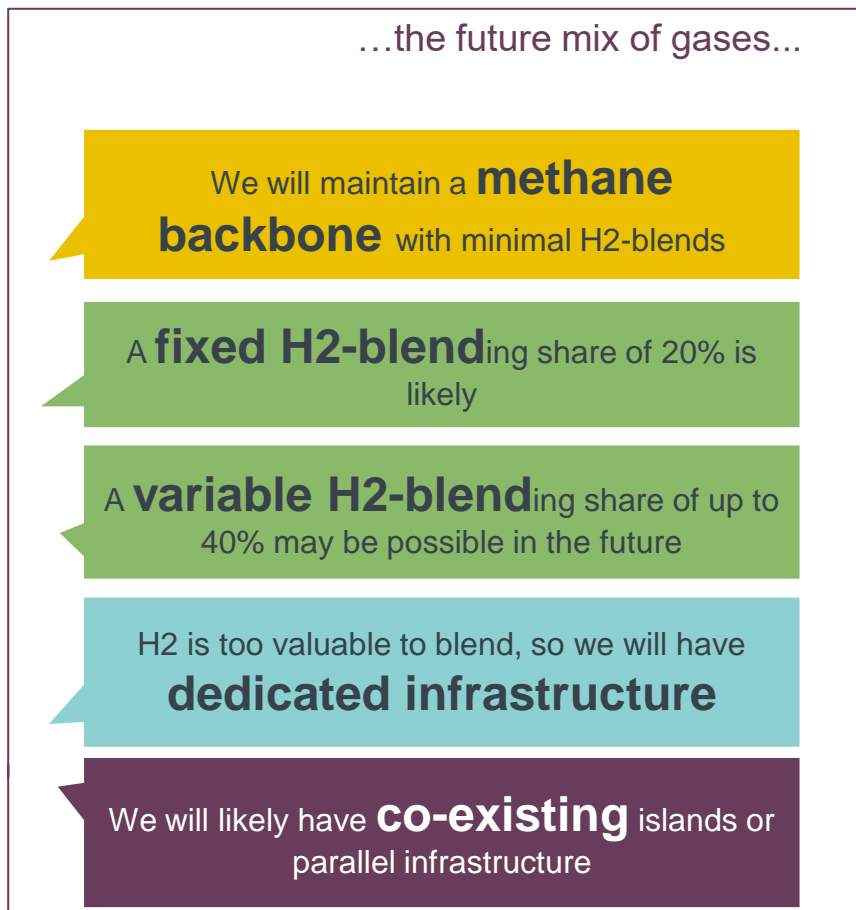 …the future mix of gases...
We will maintain a methane
backbone with minimal H2-blends
A fixed H2-blending share of 20% is
likely
A variable H2-blending share of up to
40% may be possible in the future
H2 is too valuable to blend, so we will have
dedicated infrastructure
We will likely have co-existing islands or
parallel infrastructure